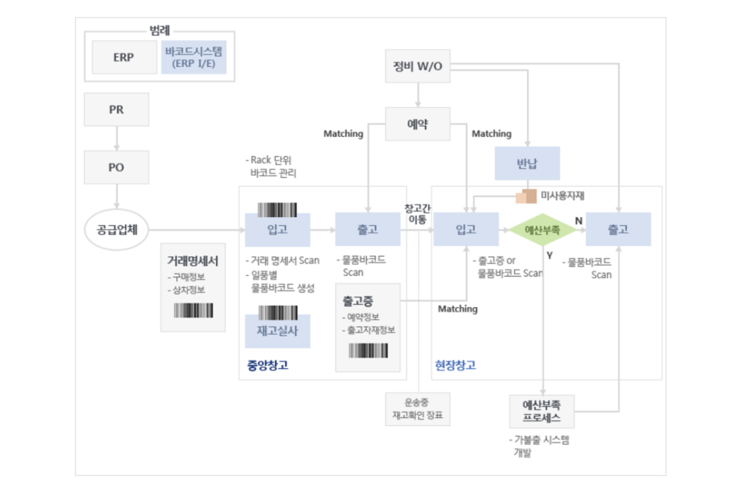 범례
ERP
바코드시스템
(ERP I/E)
PR
PO
공급업체
정비 W/O
예약
Matching
Matching
반납
미사용자재
- Rack 단위
바코드 관리
창고간
이동
입고
출고
입고
예산부족
N
Y
출고
거래명세서
- 구매정보
- 상차정보
- 거래 명세서 Scan
- 일품별
물품바코드 생성
- 물품바코드
Scan
재고실사
중앙창고
출고증
- 예약정보
- 출고자재정보
- 출고증 or
물품바코드 Scan
- 물품바코드
Scan
Matching
현장창고
운송중
재고확인 장표
예산부족
프로세스
- 가불출 시스템
개발